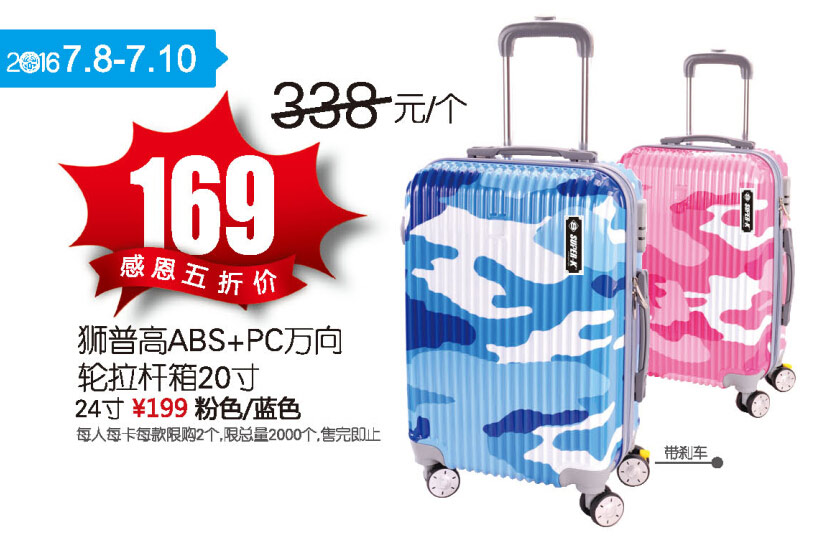 2016 7.8-7.10
338元/个
169
感恩五折价
狮普高ABS+PC万向
轮拉杆箱20寸
24寸 ¥199 粉色/蓝色
每人每卡每款限购2个,限总量2000个,售完即止
SUPER-K
SUPER-K
带刹车